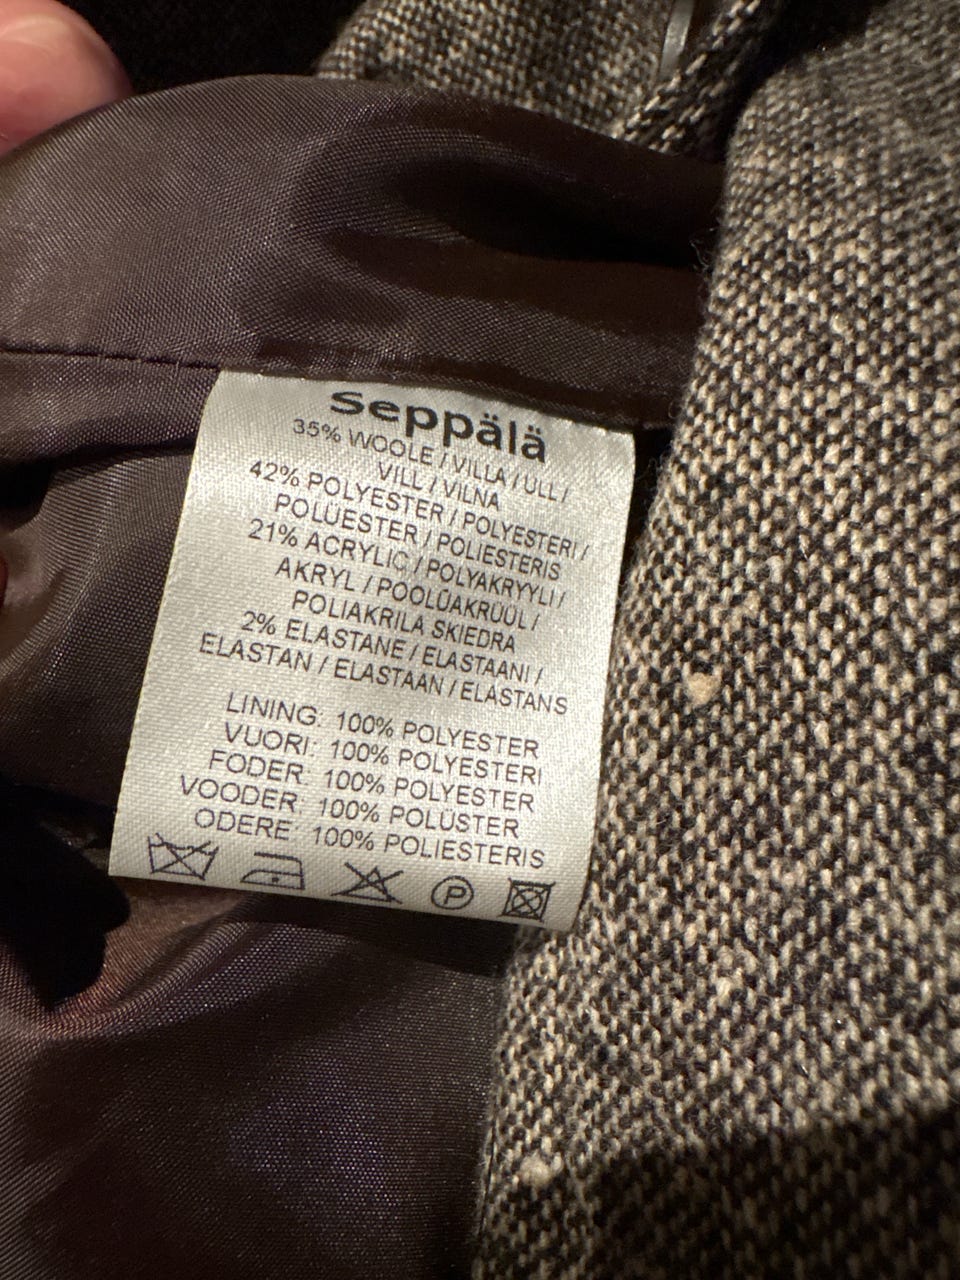 seppälä
35% WOOLE / VILLA / ULL /
VILL / VILNA
42% POLYESTER / POLYESTERI /
POLÜESTER / POLIESTERIS
21% ACRYLIC / POLYAKRYYLI /
AKRYL / POOLÜAKRÜÜL /
POLIAKRILA SKIEDRA
2% ELASTANE / ELASTAANI /
ELASTAN / ELASTAAN / ELASTANS
LINING: 100% POLYESTER
VUORI: 100% POLYESTERI
FODER: 100% POLYESTER
VOODER: 100% POLÜSTER
ODERE: 100% POLIESTERIS
P